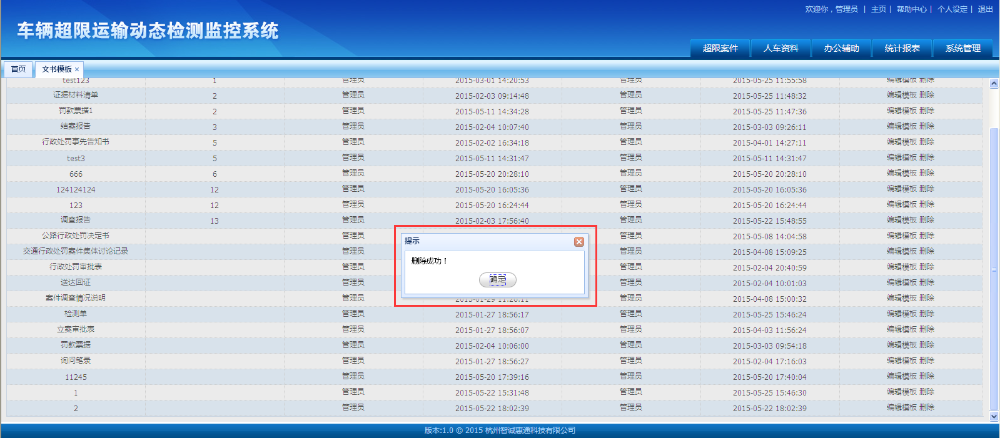 欢迎你，管理员 | 主页 | 帮助中心 | 个人设定 | 退出
车辆超限运输动态检测监控系统
超限案件 人车资料 办公辅助 统计报表 系统管理
首页 文书模板 ×
test123 1 管理员 2015-03-01 14:20:53 管理员 2015-05-25 11:55:58 编辑模板 删除
证据材料清单 2 管理员 2015-02-03 09:14:48 管理员 2015-05-25 11:48:32 编辑模板 删除
罚款票据1 2 管理员 2015-05-11 14:34:28 管理员 2015-05-25 11:47:36 编辑模板 删除
结案报告 3 管理员 2015-02-04 10:07:40 管理员 2015-03-03 09:26:11 编辑模板 删除
行政处罚事先告知书 5 管理员 2015-02-02 16:34:18 管理员 2015-04-01 14:27:11 编辑模板 删除
test3 5 管理员 2015-05-11 14:31:47 管理员 2015-05-11 14:31:47 编辑模板 删除
666 6 管理员 2015-05-20 20:28:10 管理员 2015-05-20 20:28:10 编辑模板 删除
124124124 12 管理员 2015-05-20 16:05:36 管理员 2015-05-20 16:05:36 编辑模板 删除
123 12 管理员 2015-05-20 16:24:44 管理员 2015-05-20 16:24:44 编辑模板 删除
调查报告 13 管理员 2015-02-03 17:56:40 管理员 2015-05-22 15:48:55 编辑模板 删除
公路行政处罚决定书 管理员 管理员 2015-05-08 14:04:58 编辑模板 删除
交通行政处罚案件集体讨论记录 管理员 管理员 2015-04-08 15:09:25 编辑模板 删除
行政处罚审批表 管理员 管理员 2015-02-04 20:40:59 编辑模板 删除
送达回证 管理员 管理员 2015-02-04 10:01:03 编辑模板 删除
案件调查情况说明 管理员 管理员 2015-04-08 15:00:32 编辑模板 删除
检测单 管理员 2015-01-27 18:56:17 管理员 2015-05-25 15:46:24 编辑模板 删除
立案审批表 管理员 2015-01-27 18:56:07 管理员 2015-04-03 11:56:24 编辑模板 删除
罚款票据 管理员 2015-02-04 10:06:00 管理员 2015-03-03 09:54:18 编辑模板 删除
询问笔录 管理员 2015-01-27 18:56:27 管理员 2015-02-04 17:16:03 编辑模板 删除
11245 管理员 2015-05-20 17:39:16 管理员 2015-05-20 17:40:04 编辑模板 删除
1 管理员 2015-05-22 15:31:48 管理员 2015-05-25 15:46:30 编辑模板 删除
2 管理员 2015-05-22 18:02:39 管理员 2015-05-22 18:02:39 编辑模板 删除
提示
删除成功！
确定
版本:1.0 © 2015 杭州智诚惠通科技有限公司